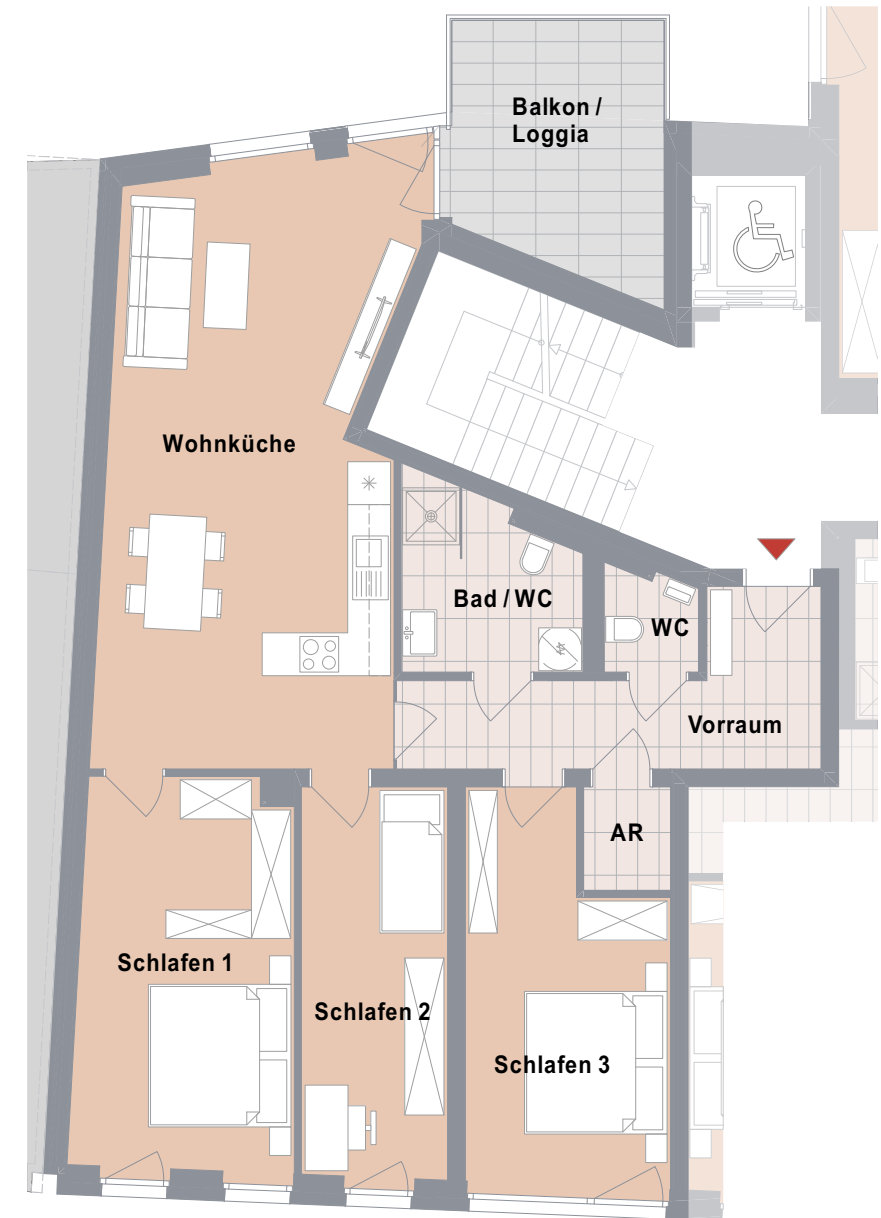 Balkon /
Loggia
Wohnküche
Bad / WC
WC
Vorraum
AR
Schlafen 1
Schlafen 2
Schlafen 3